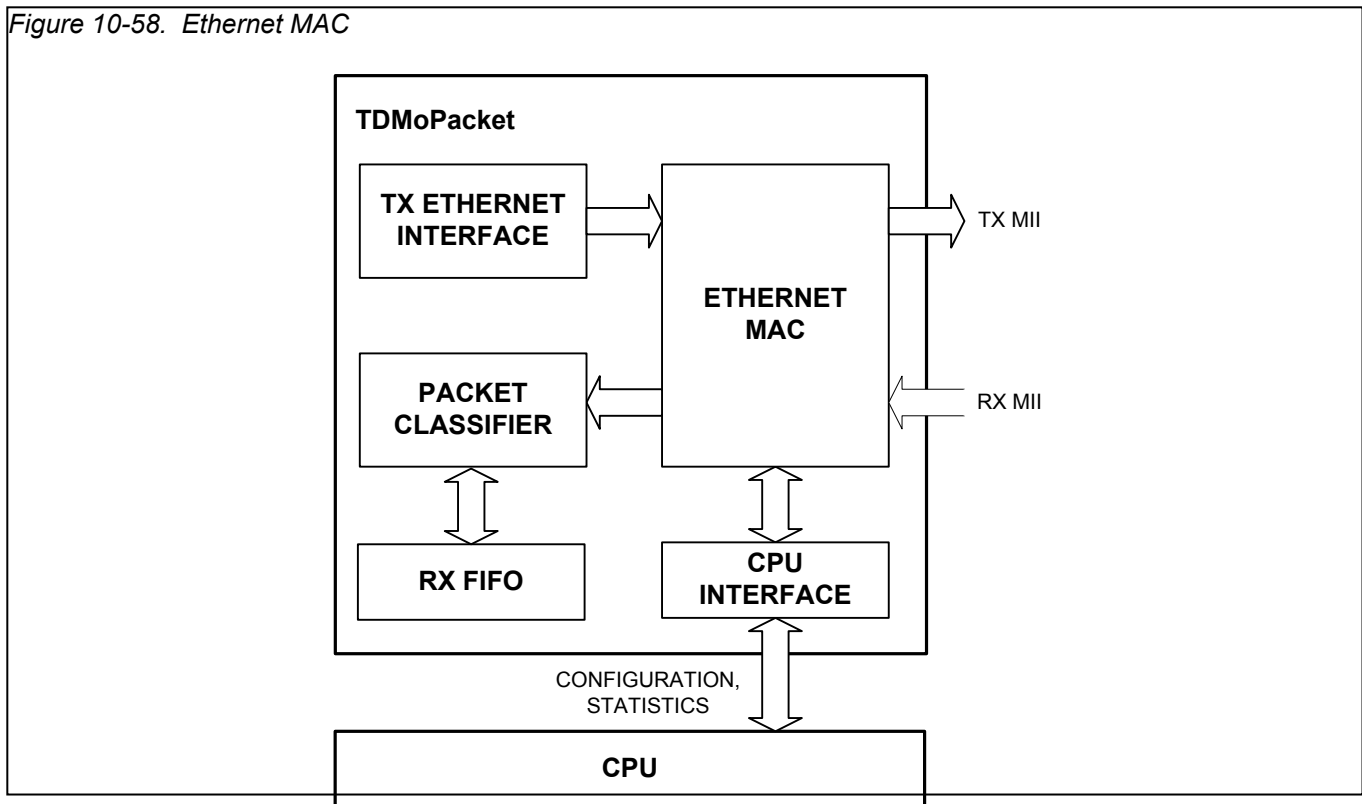 Figure 10-58. Ethernet MAC
TDMoPacket
TX ETHERNET
INTERFACE
ETHERNET
MAC
TX MII
PACKET
CLASSIFIER
RX MII
RX FIFO
CPU
INTERFACE
CONFIGURATION,
STATISTICS
CPU